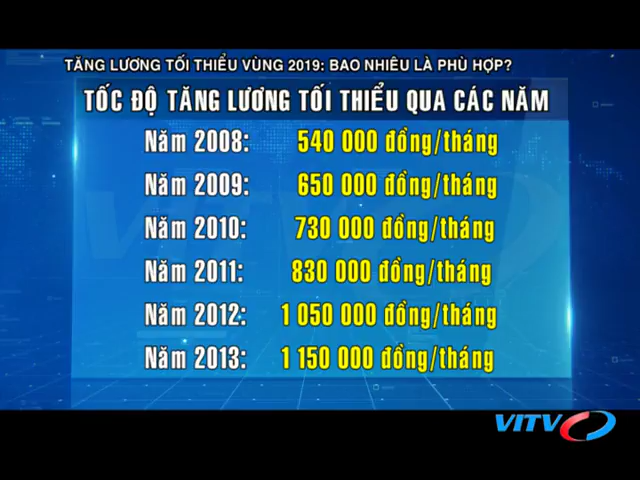 TĂNG LƯƠNG TỐI THIỂU VÙNG 2019: BAO NHIÊU LÀ PHÙ HỢP?
TỐC ĐỘ TĂNG LƯƠNG TỐI THIỂU QUA CÁC NĂM
Năm 2008: 540 000 đồng/tháng
Năm 2009: 650 000 đồng/tháng
Năm 2010: 730 000 đồng/tháng
Năm 2011: 830 000 đồng/tháng
Năm 2012: 1 050 000 đồng/tháng
Năm 2013: 1 150 000 đồng/tháng
VITV